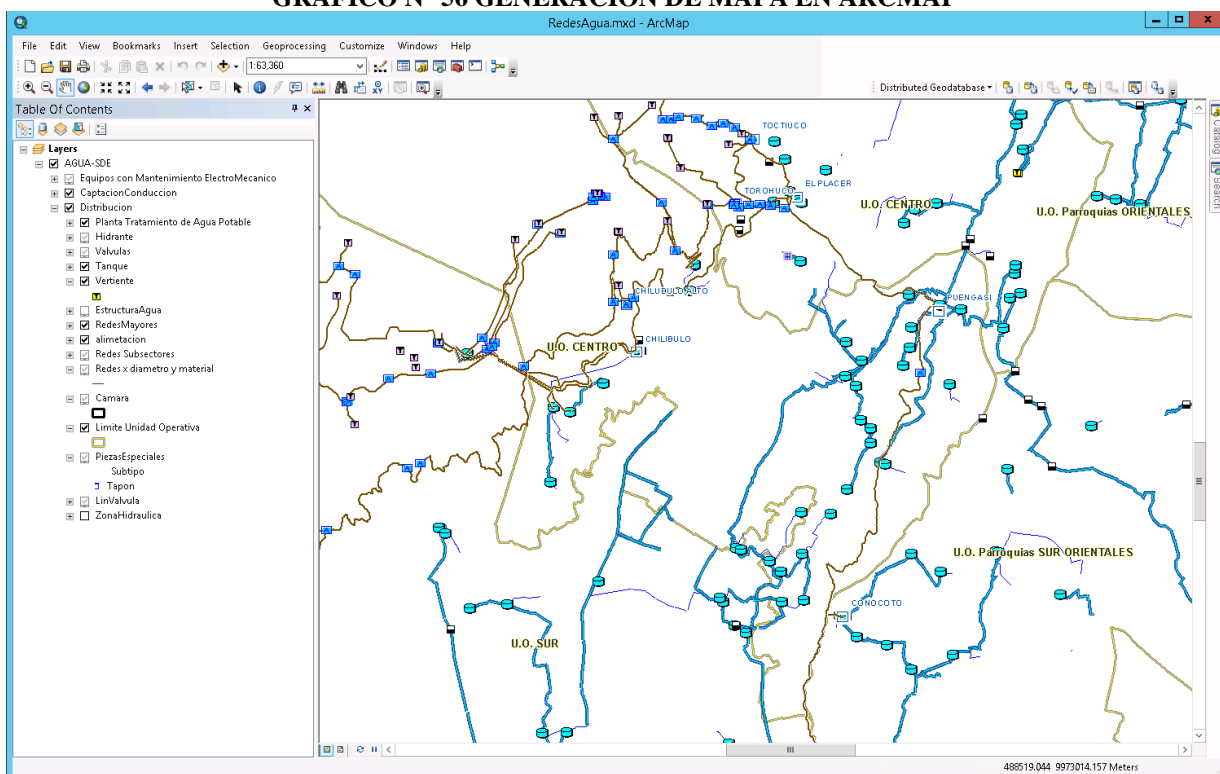 GRÁFICO N° 36 GENERACIÓN DE MAPA EN ARCMAP
RedesAgua.mxd - ArcMap
File Edit View Bookmarks Insert Selection Geoprocessing Customize Windows Help
1:63,360
Distributed Geodatabase
Table Of Contents
Layers
AGUA-SDE
Equipos con Mantenimiento ElectroMecanico
CaptacionConduccion
Distribucion
Planta Tratamiento de Agua Potable
Hidrante
Valvulas
Tanque
Vertiente
EstructuraAgua
RedesMayores
alimetacion
Redes Subsectores
Redes x diametro y material
Camara
Limite Unidad Operativa
PiezasEspeciales
Subtipo
Tapon
LinValvula
ZonaHidraulica
TOCTIUCO
TOROHUCO
EL PLACER
U.O. CENTRO
U.O. Parroquias ORIENTALES
CHILIBULO ALTO
PUENGASI
CHILIBULO
U.O. CENTRO
U.O. Parroquias SUR ORIENTALES
CONOCOTO
U.O. SUR
Catalog
Search
488519.044 9973014.157 Meters